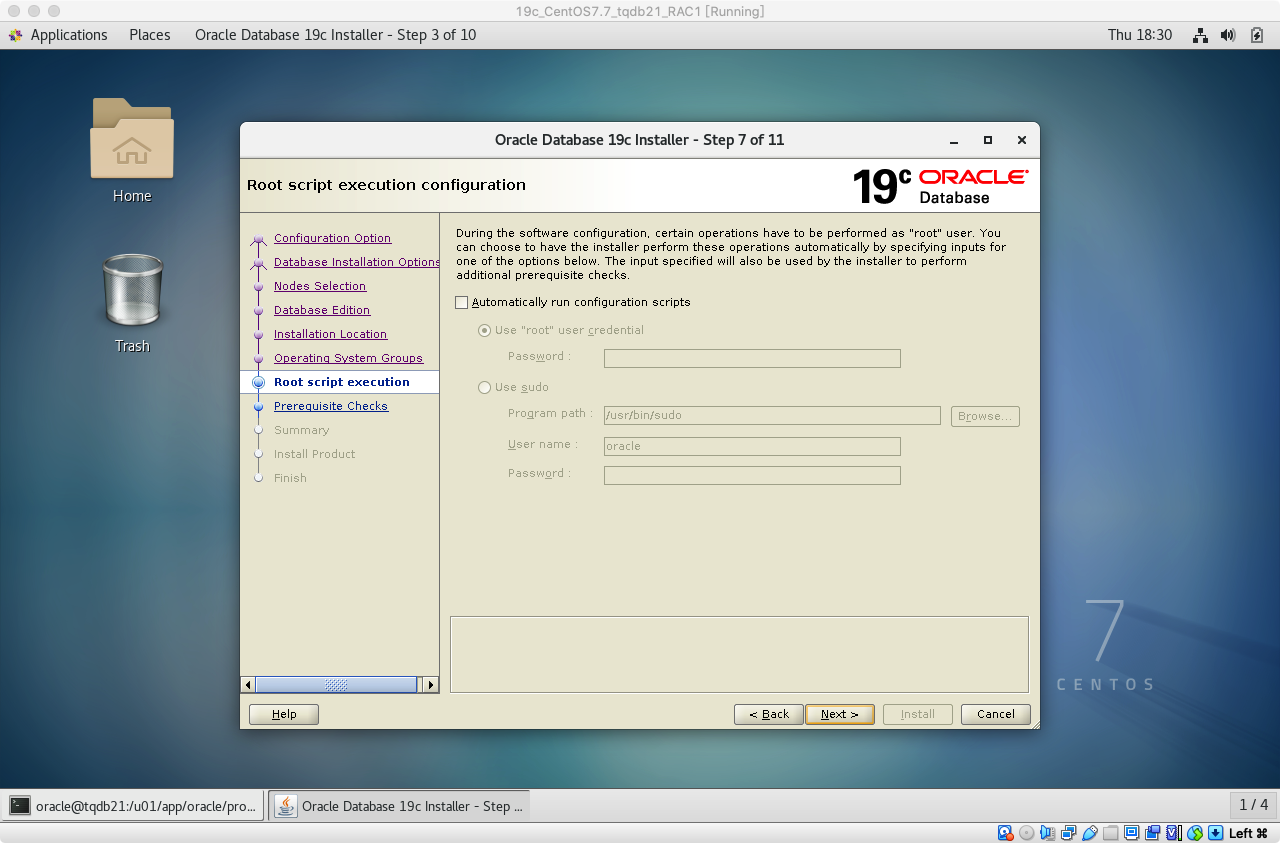 19c_CentOS7.7_tqdb21_RAC1 [Running]
Applications Places Oracle Database 19c Installer - Step 3 of 10 Thu 18:30
Home
Trash
Oracle Database 19c Installer - Step 7 of 11
Root script execution configuration
19c ORACLE
Database
Configuration Option
Database Installation Options
Nodes Selection
Database Edition
Installation Location
Operating System Groups
Root script execution
Prerequisite Checks
Summary
Install Product
Finish
During the software configuration, certain operations have to be performed as "root" user. You
can choose to have the installer perform these operations automatically by specifying inputs for
one of the options below. The input specified will also be used by the installer to perform
additional prerequisite checks.
Automatically run configuration scripts
Use "root" user credential
Password :
Use sudo
Program path : /usr/bin/sudo Browse...
User name : oracle
Password :
Help < Back Next > Install Cancel
7
CENTOS
oracle@tqdb21:/u01/app/oracle/pro... Oracle Database 19c Installer - Step ... 1 / 4
Left ⌘